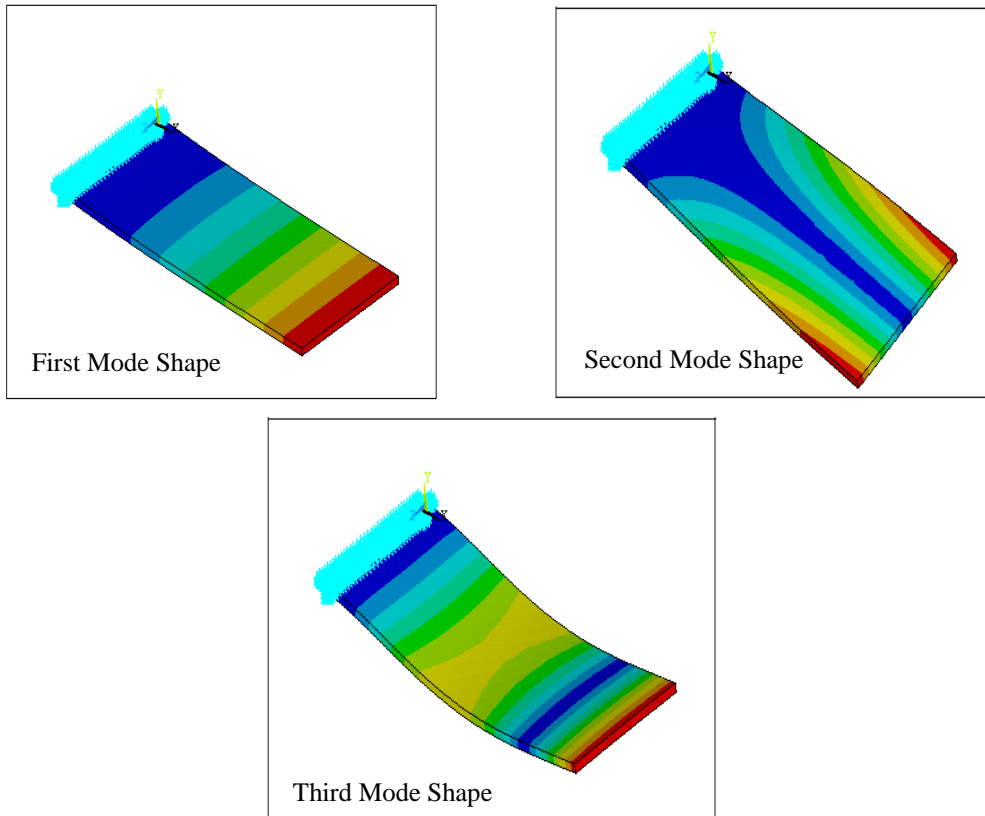 Y
Z
X
First Mode Shape
Y
Z
X
Second Mode Shape
Y
Z
X
Third Mode Shape